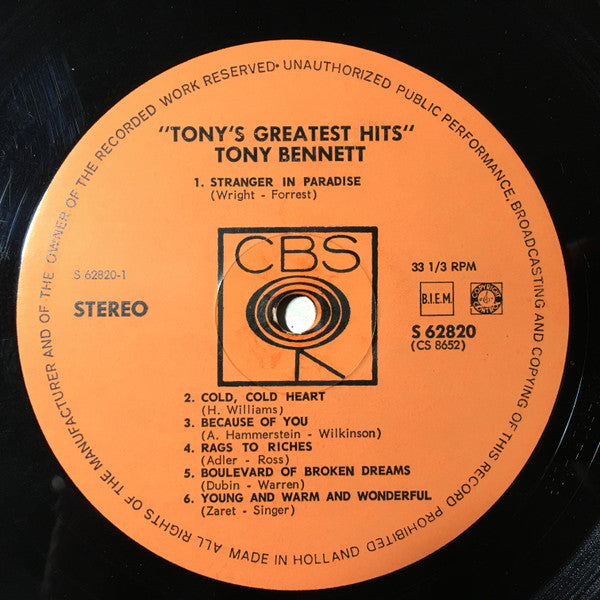 ALL RIGHTS OF THE MANUFACTURER AND OF THE OWNER OF THE RECORDED WORK RESERVED• UNAUTHORIZED PUBLIC PERFORMANCE, BROADCASTING AND COPYING OF THIS RECORD PROHIBITED
"TONY'S GREATEST HITS"
TONY BENNETT
1. STRANGER IN PARADISE
(Wright - Forrest)
CBS
S 62820-1
STEREO
33 1/3 RPM
B.I.E.M.
COPYRIGHT CONTROL
S 62820
(CS 8652)
2. COLD, COLD HEART
(H. Williams)
3. BECAUSE OF YOU
(A. Hammerstein - Wilkinson)
4. RAGS TO RICHES
(Adler - Ross)
5. BOULEVARD OF BROKEN DREAMS
(Dubin - Warren)
6. YOUNG AND WARM AND WONDERFUL
(Zaret - Singer)
MADE IN HOLLAND